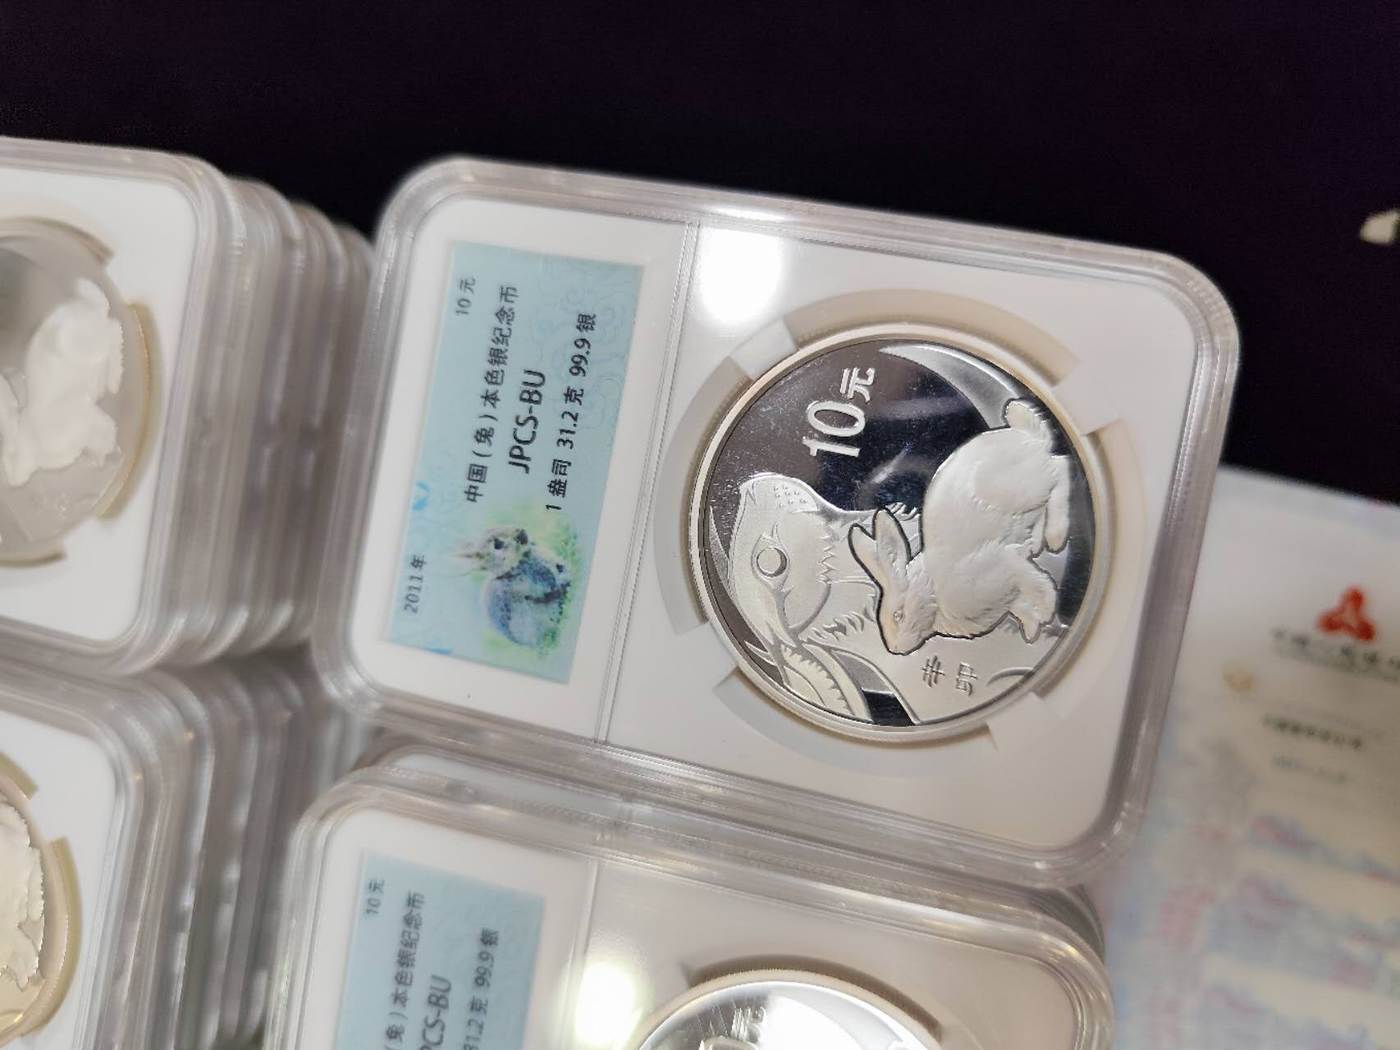 2011年
10元
中国(兔)本色银纪念币
JPCS-BU
1盎司 31.2克 99.9银
10元
辛卯
10元
(兔)本色银纪念币
PCS-BU
31.2克 99.9银
元